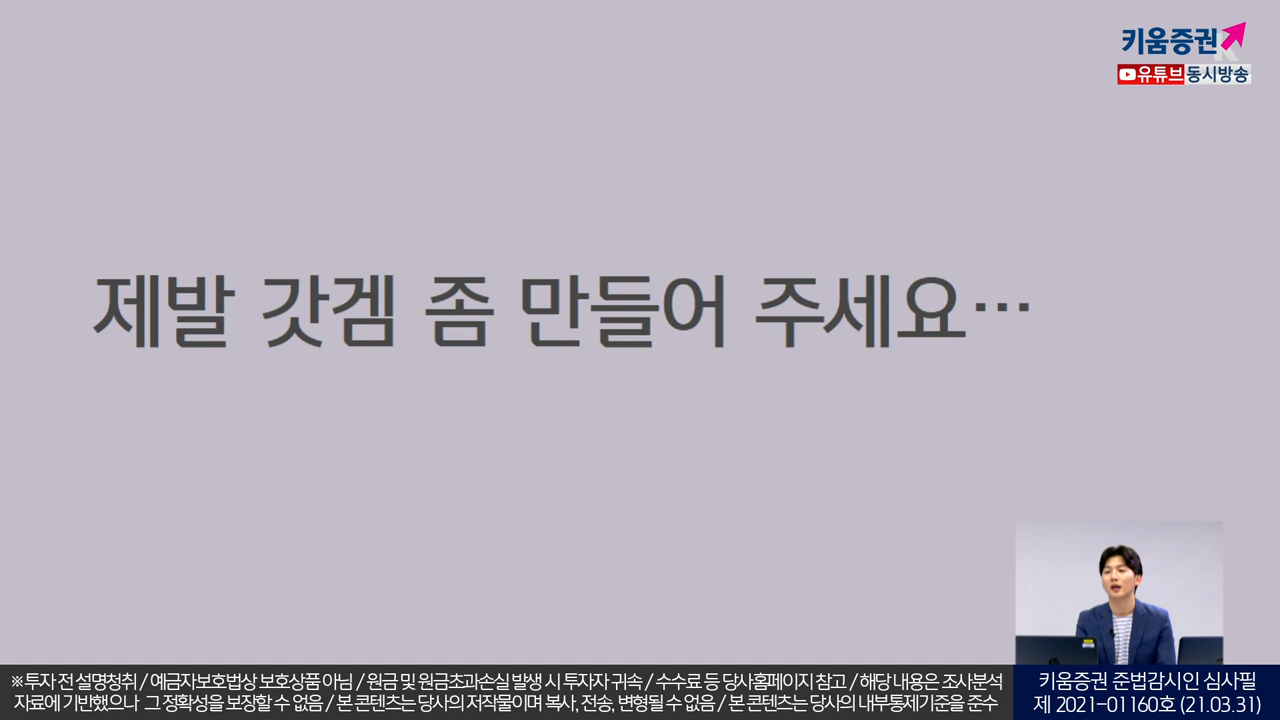 키움증권
유튜브 동시방송
제발 갓겜 좀 만들어 주세요…
※투자 전 설명청취 / 예금자보호법상 보호상품 아님 / 원금 및 원금초과손실 발생 시 투자자 귀속 / 수수료 등 당사홈페이지 참고 / 해당 내용은 조사분석
자료에 기반했으나 그 정확성을 보장할 수 없음 / 본 콘텐츠는 당사의 저작물이며 복사, 전송, 변형될 수 없음 / 본 콘텐츠는 당사의 내부통제기준을 준수
키움증권 준법감시인 심사필
제 2021-01160호 (21.03.31)